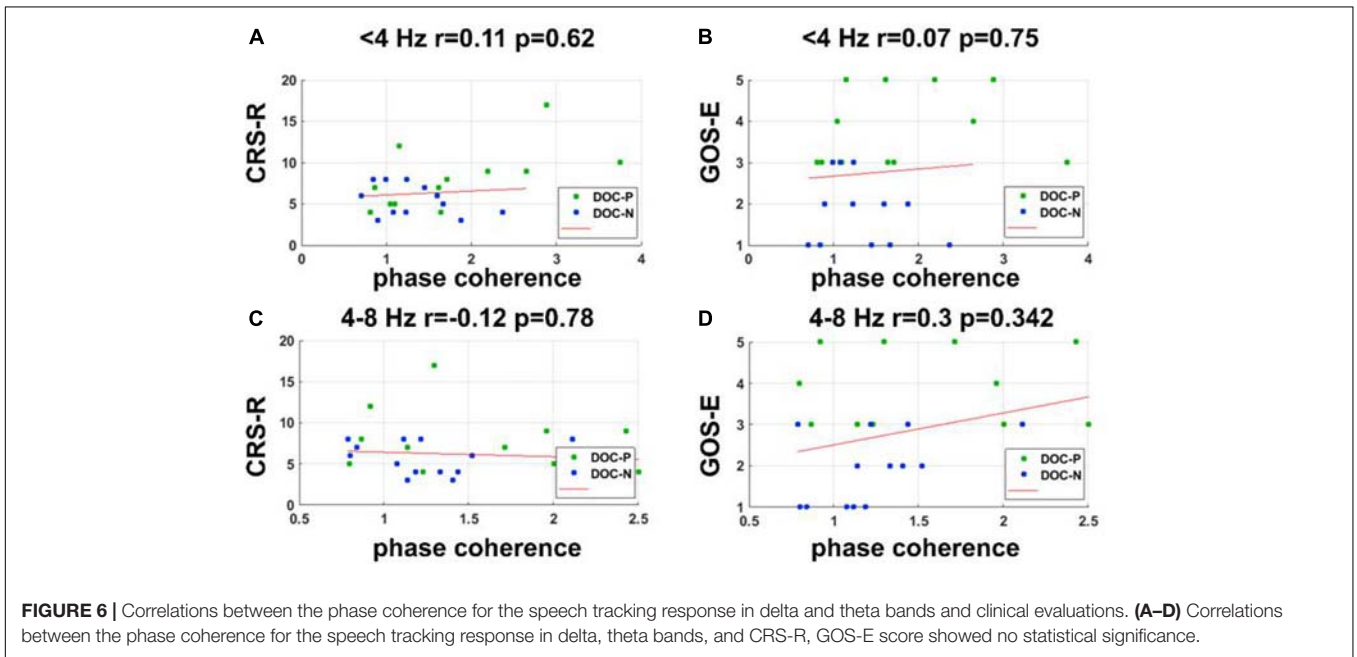 A
<4 Hz r=0.11 p=0.62
CRS-R
20
15
10
5
0
0 1 2 3 4
phase coherence
DOC-P
DOC-N
B
<4 Hz r=0.07 p=0.75
GOS-E
5
4
3
2
1
0 1 2 3 4
phase coherence
DOC-P
DOC-N
C
4-8 Hz r=-0.12 p=0.78
CRS-R
20
15
10
5
0
0.5 1 1.5 2 2.5
phase coherence
DOC-P
DOC-N
D
4-8 Hz r=0.3 p=0.342
GOS-E
5
4
3
2
1
0.5 1 1.5 2 2.5
phase coherence
DOC-P
DOC-N
FIGURE 6 | Correlations between the phase coherence for the speech tracking response in delta and theta bands and clinical evaluations. (A–D) Correlations
between the phase coherence for the speech tracking response in delta, theta bands, and CRS-R, GOS-E score showed no statistical significance.